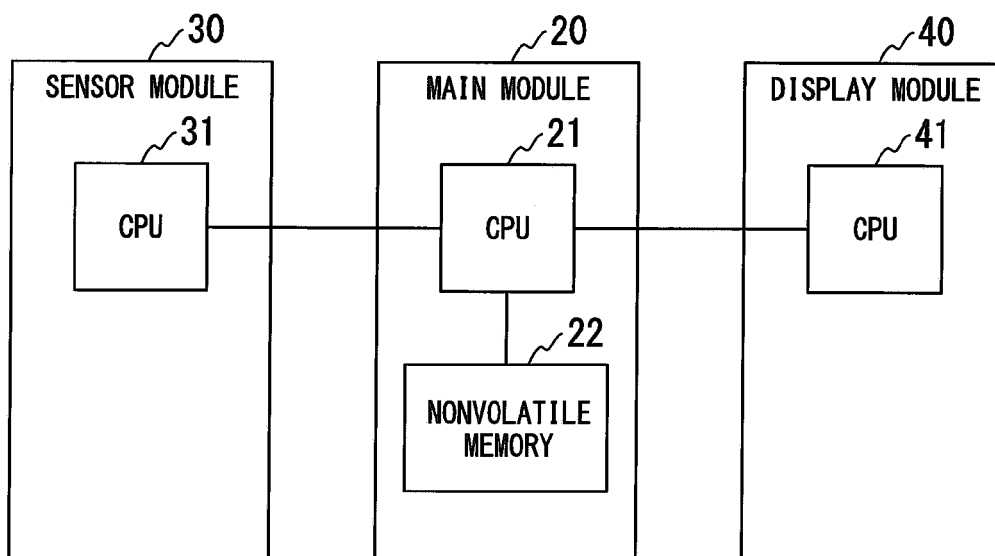 30
SENSOR MODULE
31
CPU
20
MAIN MODULE
21
CPU
22
NONVOLATILE
MEMORY
40
DISPLAY MODULE
41
CPU